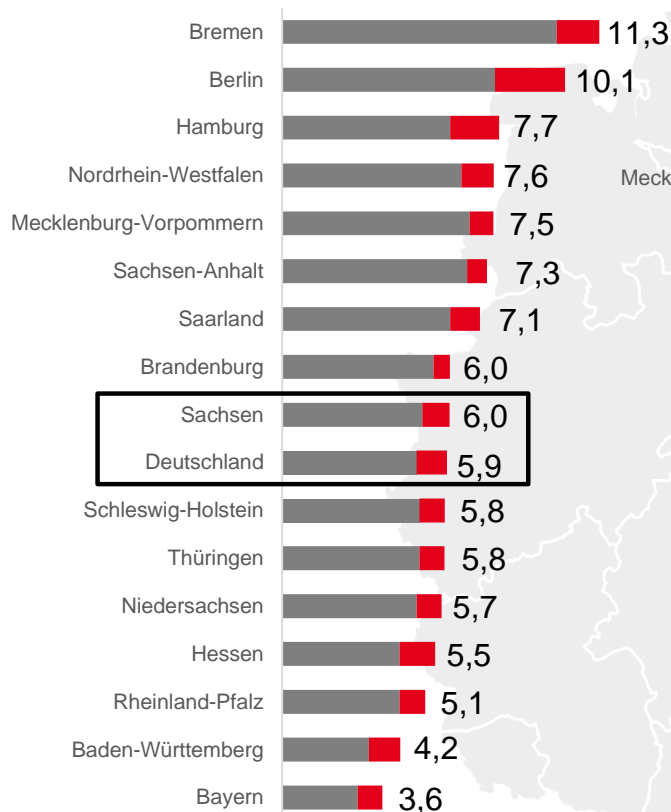 Bremen 11,3
Berlin 10,1
Hamburg 7,7
Nordrhein-Westfalen 7,6 Meck
Mecklenburg-Vorpommern 7,5
Sachsen-Anhalt 7,3
Saarland 7,1
Brandenburg 6,0
Sachsen 6,0
Deutschland 5,9
Schleswig-Holstein 5,8
Thüringen 5,8
Niedersachsen 5,7
Hessen 5,5
Rheinland-Pfalz 5,1
Baden-Württemberg 4,2
Bayern 3,6